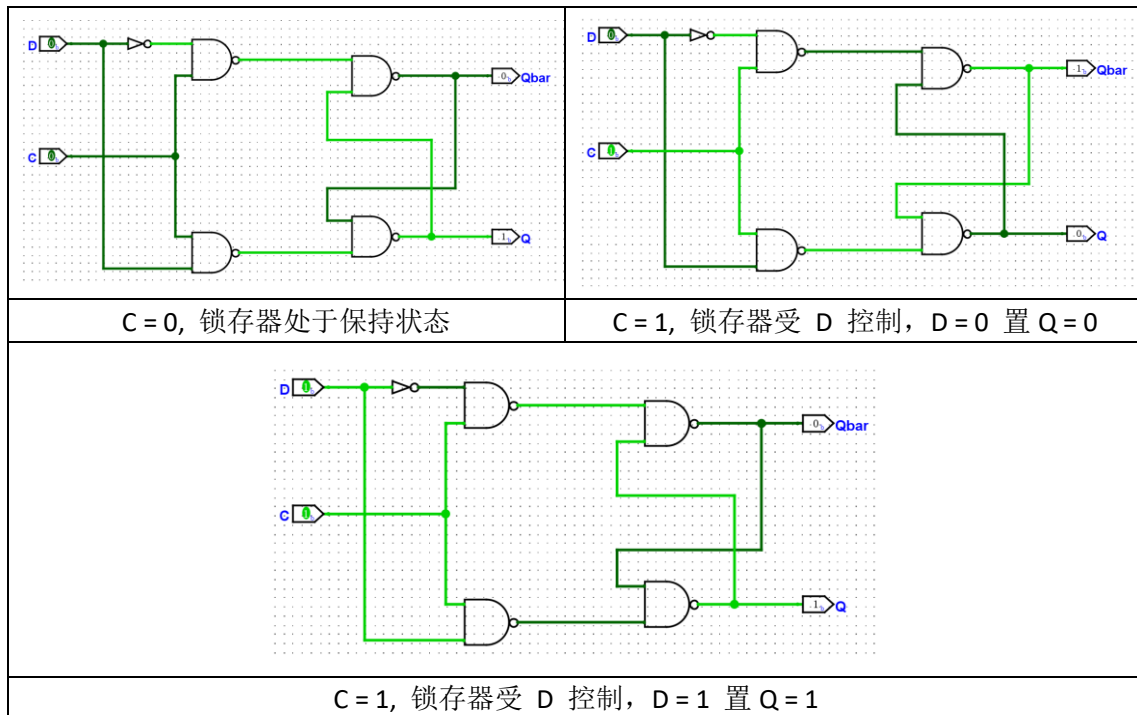 D 0
0 Qbar
C 0
1 Q
C = 0, 锁存器处于保持状态
D 0
1 Qbar
C 1
0 Q
C = 1, 锁存器受 D 控制，D = 0 置 Q = 0
D 1
0 Qbar
C 1
1 Q
C = 1, 锁存器受 D 控制，D = 1 置 Q = 1